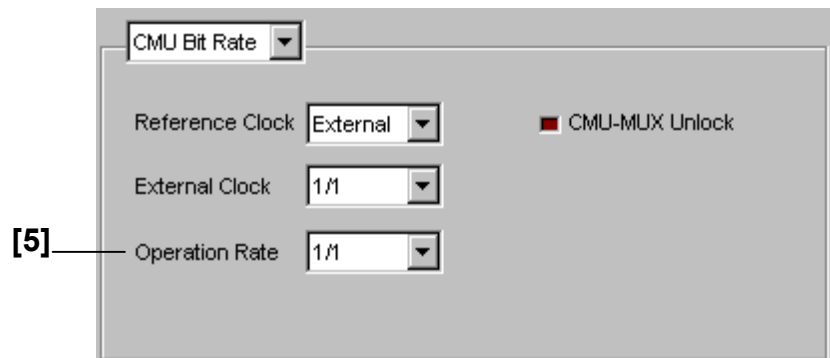 CMU Bit Rate
Reference Clock External CMU-MUX Unlock
External Clock 1/1
[5] Operation Rate 1/1